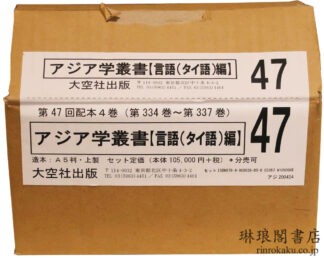 アジア学叢書【言語(タイ語)編】
47
大空社出版
第47回配本4巻(第334巻〜第337巻)
アジア学叢書【言語(タイ語)編】
47
造本:A5判・上製 セット定価(本体105,000円+税) *分売可
大空社出版
琳琅閣書店
rinrokaku.co.jp